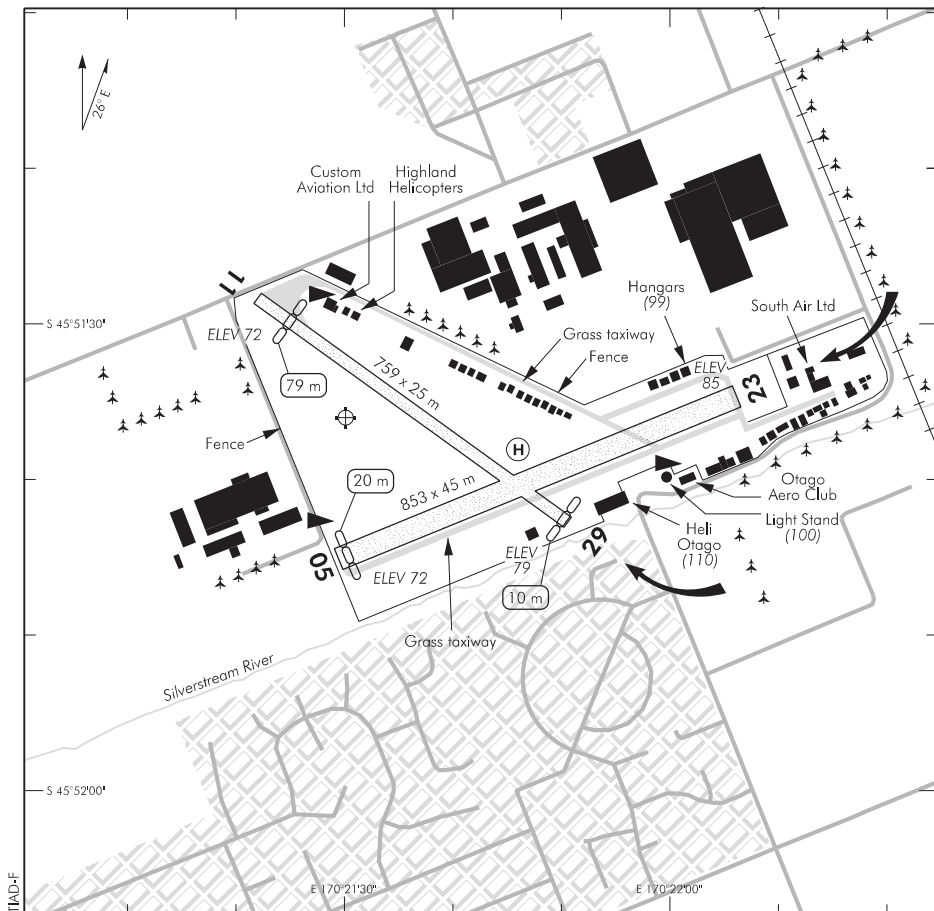 26° E
Custom
Aviation Ltd
Highland
Helicopters
11
Hangars
(99)
South Air Ltd
S 45°51'30"
ELEV 72
Grass taxiway
Fence
ELEV
85
79 m
759 x 25 m
23
Fence
H
20 m
853 x 45 m
Otago
Aero Club
Light Stand
(100)
Heli
Otago
(110)
05
ELEV 72
ELEV
79
29
10 m
Grass taxiway
Silverstream River
S 45°52'00"
E 170°21'30"
E 170°22'00"
TIAD-F